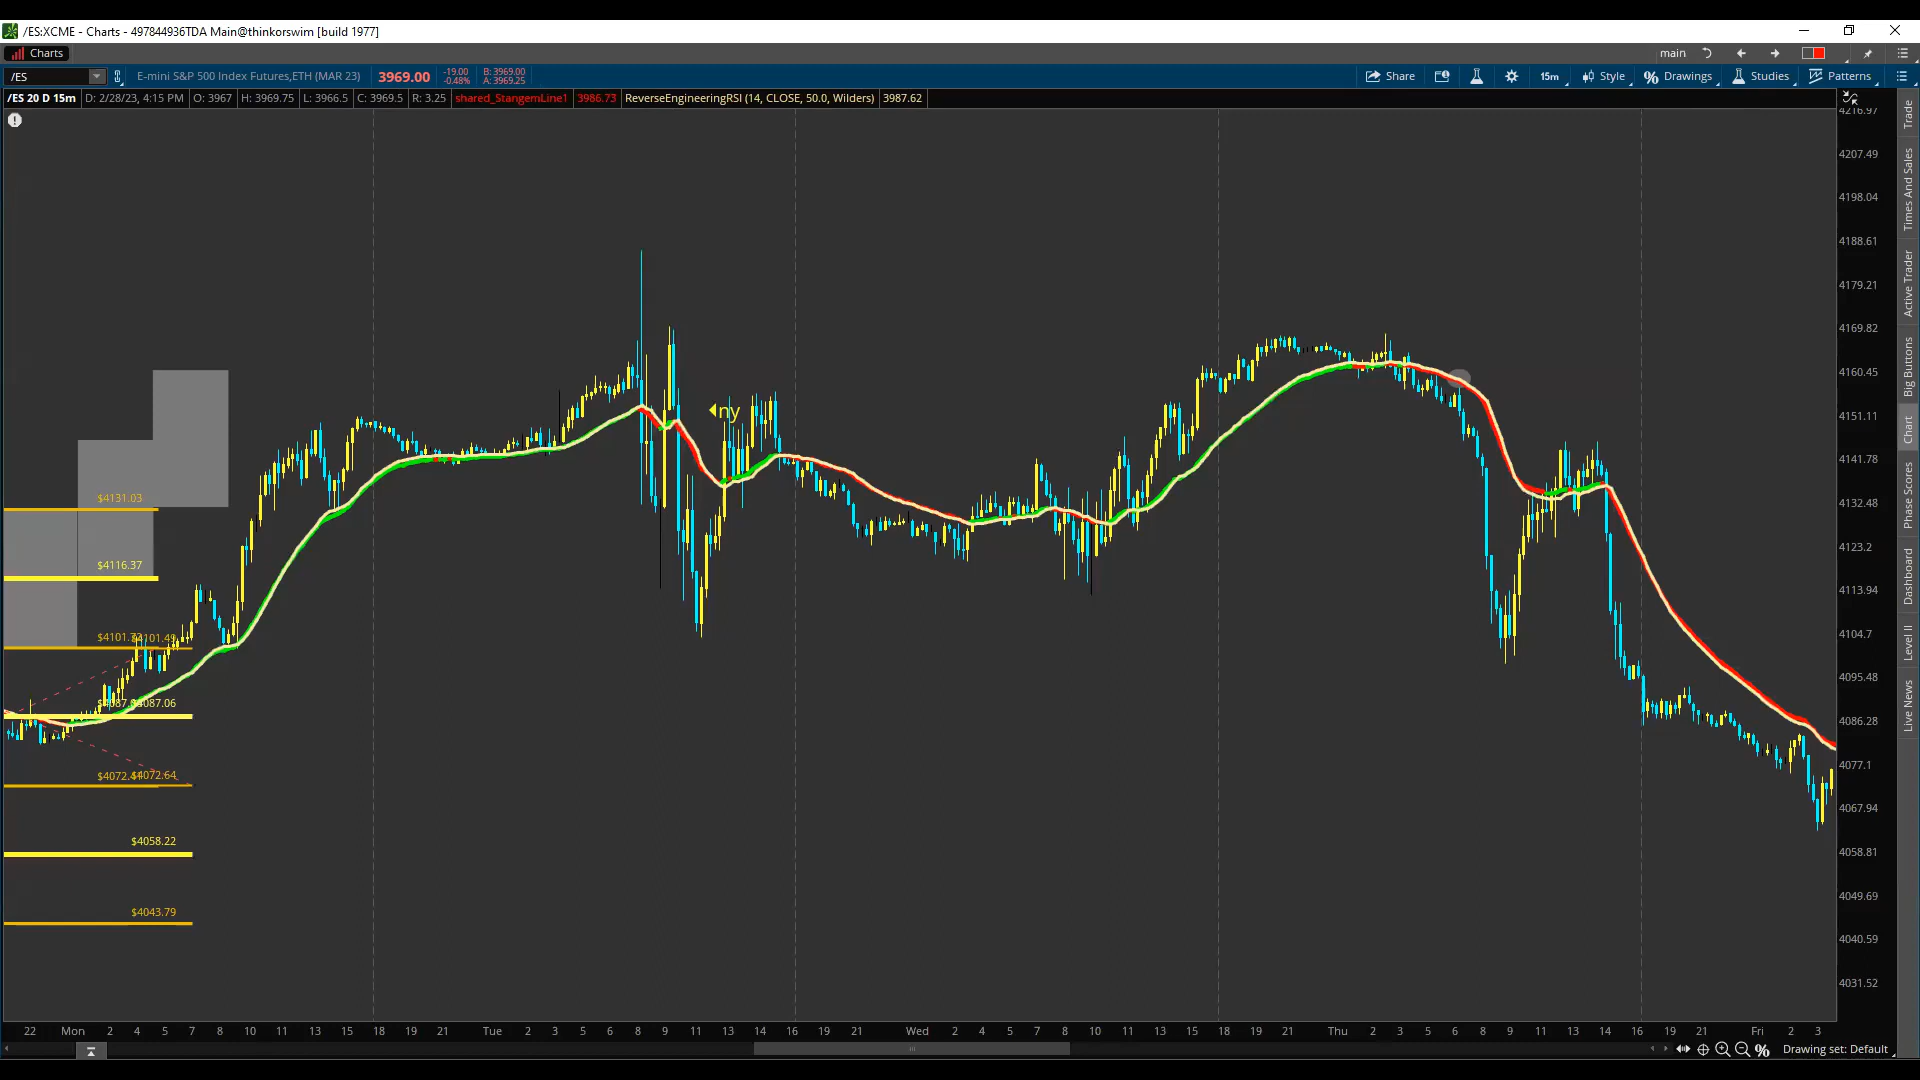 /ES:XCME - Charts - 497844936TDA Main@thinkorswim [build 1977]
Charts
main
/ES
E-mini S&P 500 Index Futures,ETH (MAR 23)
3969.00
-19.00
-0.48%
B: 3969.00
A: 3969.25
Share
15m
Style
Drawings
Studies
Patterns
/ES 20 D 15m
D: 2/28/23, 4:15 PM
O: 3967
H: 3969.75
L: 3966.5
C: 3969.5
R: 3.25
shared_StangemLine1
3986.73
ReverseEngineeringRSI (14, CLOSE, 50.0, Wilders)
3987.62
4216.97
4207.49
4198.04
4188.61
4179.21
4169.82
4160.45
4151.11
4141.78
4132.48
4123.2
4113.94
4104.7
4095.48
4086.28
4077.1
4067.94
4058.81
4049.69
4040.59
4031.52
ny
$4131.03
$4116.37
$4101.49
$4087.06
$4072.64
$4058.22
$4043.79
22 Mon 2 4 5 7 8 10 11 13 15 18 19 21 Tue 2 3 5 6 8 9 11 13 14 16 19 21 Wed 2 4 5 7 8 10 11 13 15 18 19 21 Thu 2 3 5 6 8 9 11 13 14 16 19 21 Fri 2 3
Drawing set: Default
Trade
Times And Sales
Active Trader
Big Buttons
Chart
Phase Scores
Dashboard
Level II
Live News